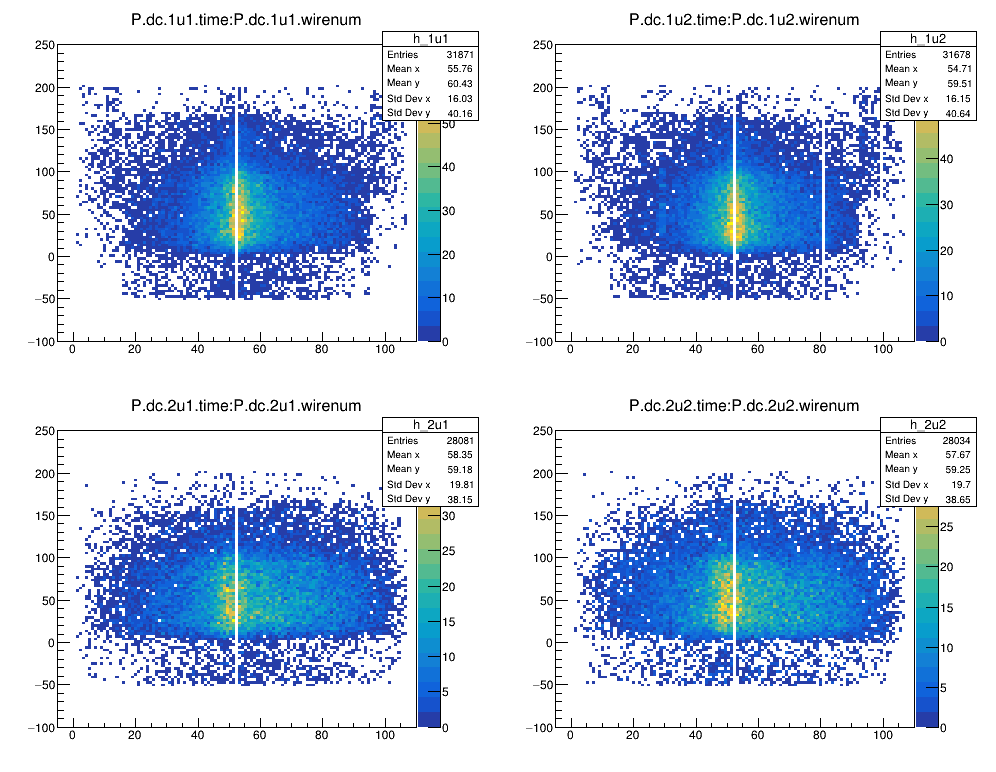 P.dc.1u1.time:P.dc.1u1.wirenum
h_1u1
Entries 31871
Mean x 55.76
Mean y 60.43
Std Dev x 16.03
Std Dev y 40.16
250
200
150
100
50
0
−50
−100
0 20 40 60 80 100
50
40
30
20
10
0
P.dc.1u2.time:P.dc.1u2.wirenum
h_1u2
Entries 31678
Mean x 54.71
Mean y 59.51
Std Dev x 16.15
Std Dev y 40.64
250
200
150
100
50
0
−50
−100
0 20 40 60 80 100
40
30
20
10
0
P.dc.2u1.time:P.dc.2u1.wirenum
h_2u1
Entries 28081
Mean x 58.35
Mean y 59.18
Std Dev x 19.81
Std Dev y 38.15
250
200
150
100
50
0
−50
−100
0 20 40 60 80 100
30
25
20
15
10
5
0
P.dc.2u2.time:P.dc.2u2.wirenum
h_2u2
Entries 28034
Mean x 57.67
Mean y 59.25
Std Dev x 19.7
Std Dev y 38.65
250
200
150
100
50
0
−50
−100
0 20 40 60 80 100
25
20
15
10
5
0